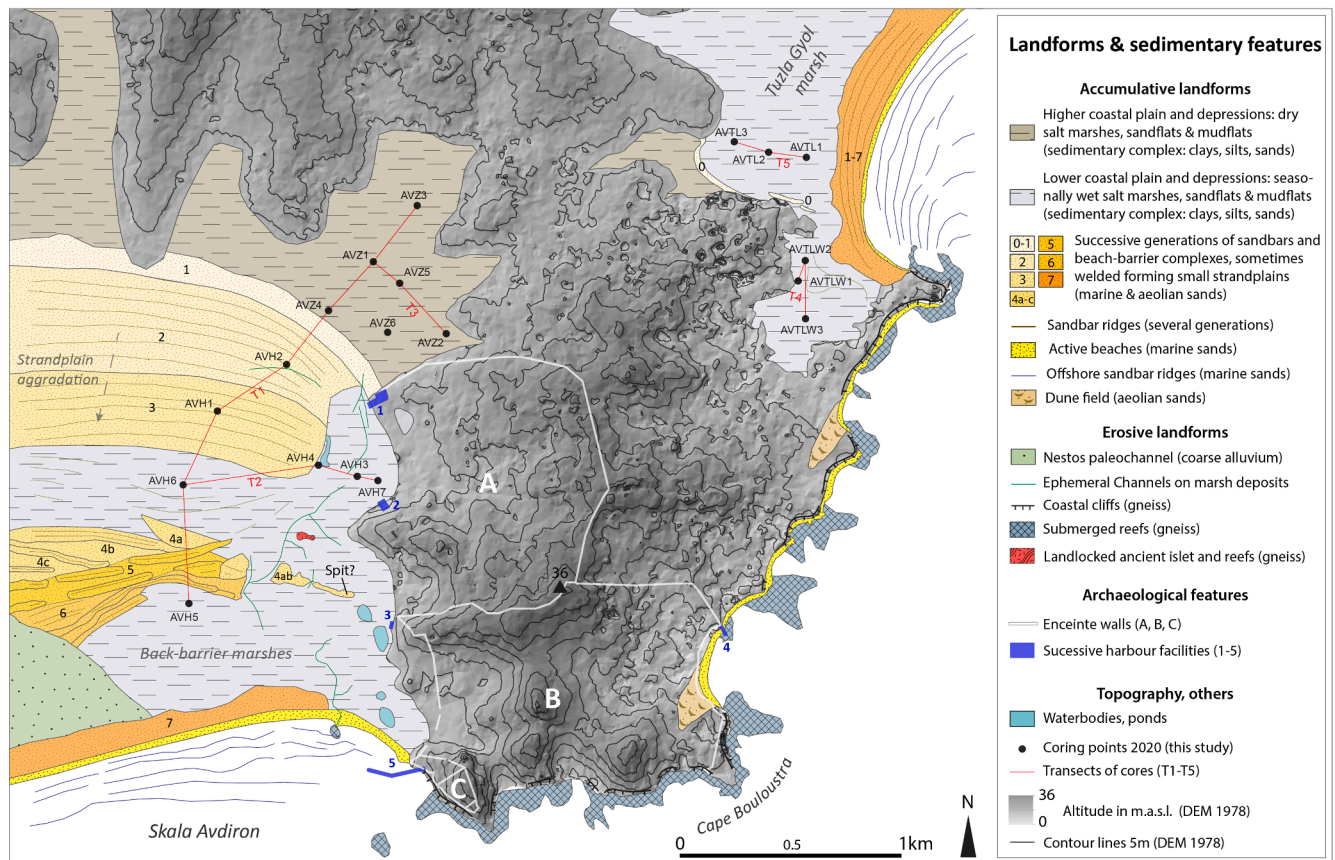 Tuzla Gyol
marsh
AVTL3
AVTL1
AVTL2
T5
0
0
1-7
AVZ3
AVZ1
AVZ5
AVZ4
T3
AVZ6
AVZ2
AVTLW2
AVTLW1
T4
AVTLW3
1
2
Strandplain
aggradation
3
AVH2
T1
AVH1
1
AVH4
AVH3
AVH6
T2
AVH7
2
A
4a
4b
4c
5
4ab
Spit?
36
6
AVH5
3
4
Back-barrier marshes
B
7
5
C
Skala Avdiron
Cape Bouloustra
0
0.5
1km
N
Landforms & sedimentary features
Accumulative landforms
Higher coastal plain and depressions: dry
salt marshes, sandflats & mudflats
(sedimentary complex: clays, silts, sands)
Lower coastal plain and depressions: seaso-
nally wet salt marshes, sandflats & mudflats
(sedimentary complex: clays, silts, sands)
0-1 5 Successive generations of sandbars and
2 6 beach-barrier complexes, sometimes
3 7 welded forming small strandplains
4a-c (marine & aeolian sands)
Sandbar ridges (several generations)
Active beaches (marine sands)
Offshore sandbar ridges (marine sands)
Dune field (aeolian sands)
Erosive landforms
Nestos paleochannel (coarse alluvium)
Ephemeral Channels on marsh deposits
Coastal cliffs (gneiss)
Submerged reefs (gneiss)
Landlocked ancient islet and reefs (gneiss)
Archaeological features
Enceinte walls (A, B, C)
Sucessive harbour facilities (1-5)
Topography, others
Waterbodies, ponds
Coring points 2020 (this study)
Transects of cores (T1-T5)
36
0
Altitude in m.a.s.l. (DEM 1978)
Contour lines 5m (DEM 1978)